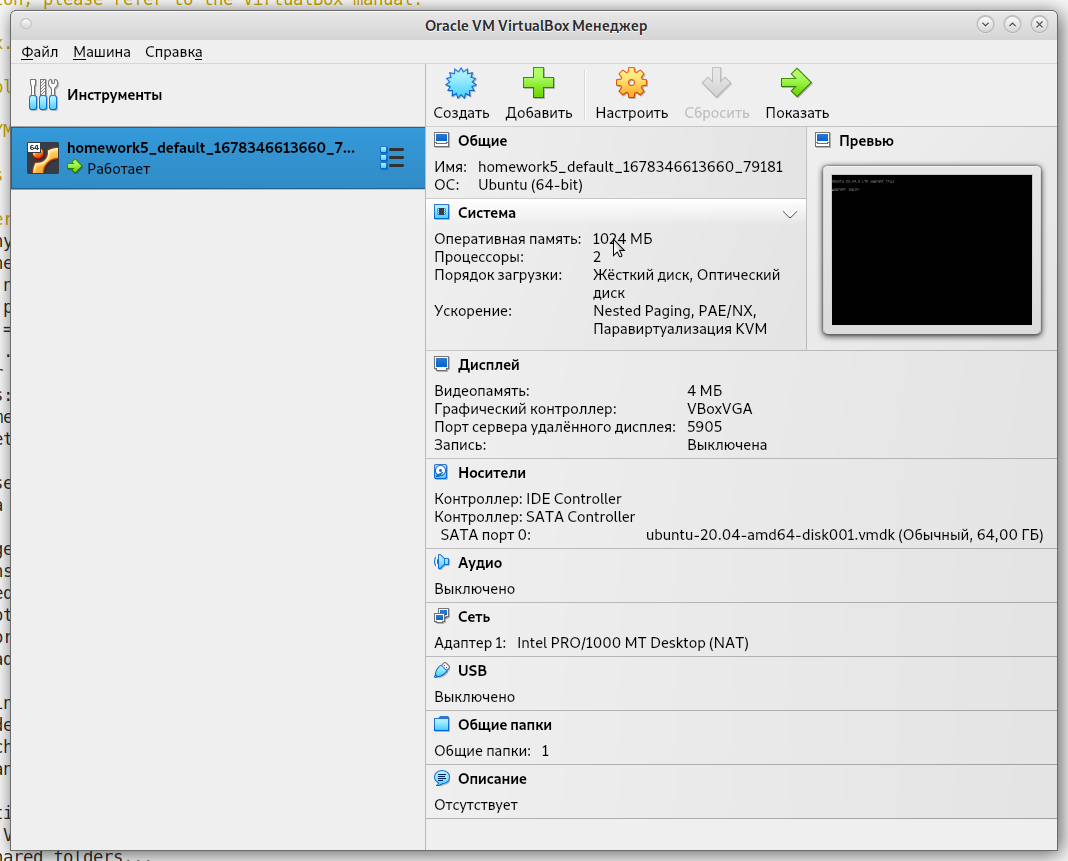 ion, please refer to the VirtualBox manual.
Oracle VM VirtualBox Менеджер
Файл Машина Справка
Инструменты
Создать Добавить Настроить Сбросить Показать
64
homework5_default_1678346613660_7...
Работает
Общие
Имя: homework5_default_1678346613660_79181
ОС: Ubuntu (64-bit)
Превью
Система
Оперативная память: 1024 МБ
Процессоры: 2
Порядок загрузки: Жёсткий диск, Оптический
диск
Ускорение: Nested Paging, PAE/NX,
Паравиртуализация KVM
Дисплей
Видеопамять: 4 МБ
Графический контроллер: VBoxVGA
Порт сервера удалённого дисплея: 5905
Запись: Выключена
Носители
Контроллер: IDE Controller
Контроллер: SATA Controller
SATA порт 0: ubuntu-20.04-amd64-disk001.vmdk (Обычный, 64,00 ГБ)
Аудио
Выключено
Сеть
Адаптер 1: Intel PRO/1000 MT Desktop (NAT)
USB
Выключено
Общие папки
Общие папки: 1
Описание
Отсутствует
hared folders...